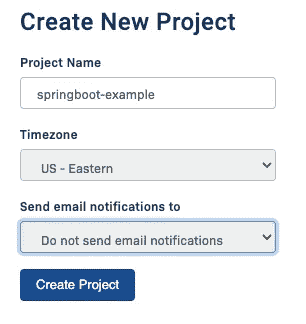 Create New Project
Project Name
springboot-example
Timezone
US - Eastern
Send email notifications to
Do not send email notifications
Create Project